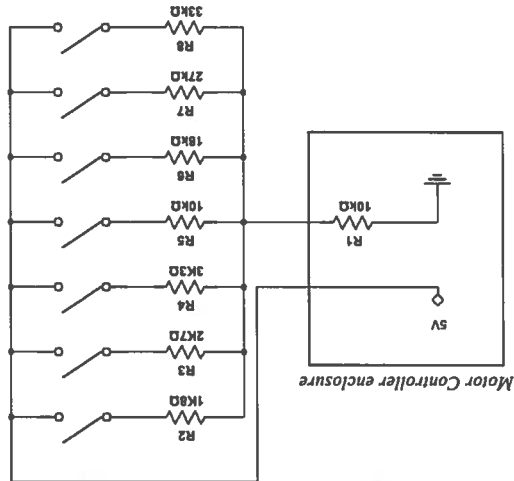 R2
1K8Ω
R3
2K7Ω
R4
3K3Ω
R5
10kΩ
R6
18kΩ
R7
27kΩ
R8
33kΩ
Motor Controller enclosure
5V
R1
10kΩ